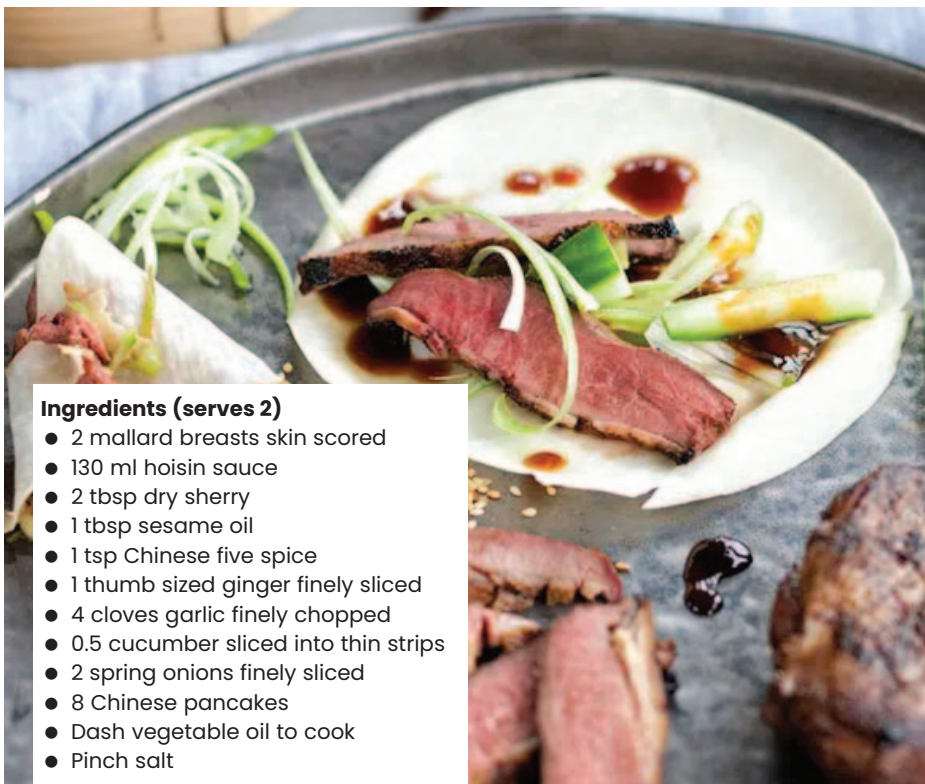 Ingredients (serves 2)
● 2 mallard breasts skin scored
● 130 ml hoisin sauce
● 2 tbsp dry sherry
● 1 tbsp sesame oil
● 1 tsp Chinese five spice
● 1 thumb sized ginger finely sliced
● 4 cloves garlic finely chopped
● 0.5 cucumber sliced into thin strips
● 2 spring onions finely sliced
● 8 Chinese pancakes
● Dash vegetable oil to cook
● Pinch salt